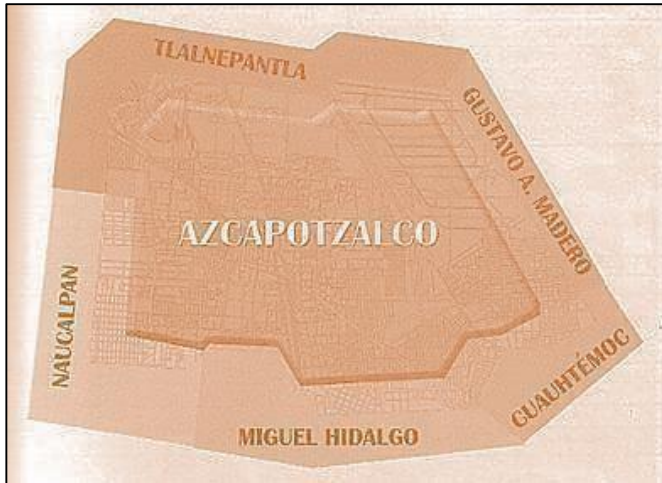 TLALNEPANTLA
GUSTAVO A. MADERO
AZCAPOTZALCO
NAUCALPAN
CUAUHTÉMOC
MIGUEL HIDALGO